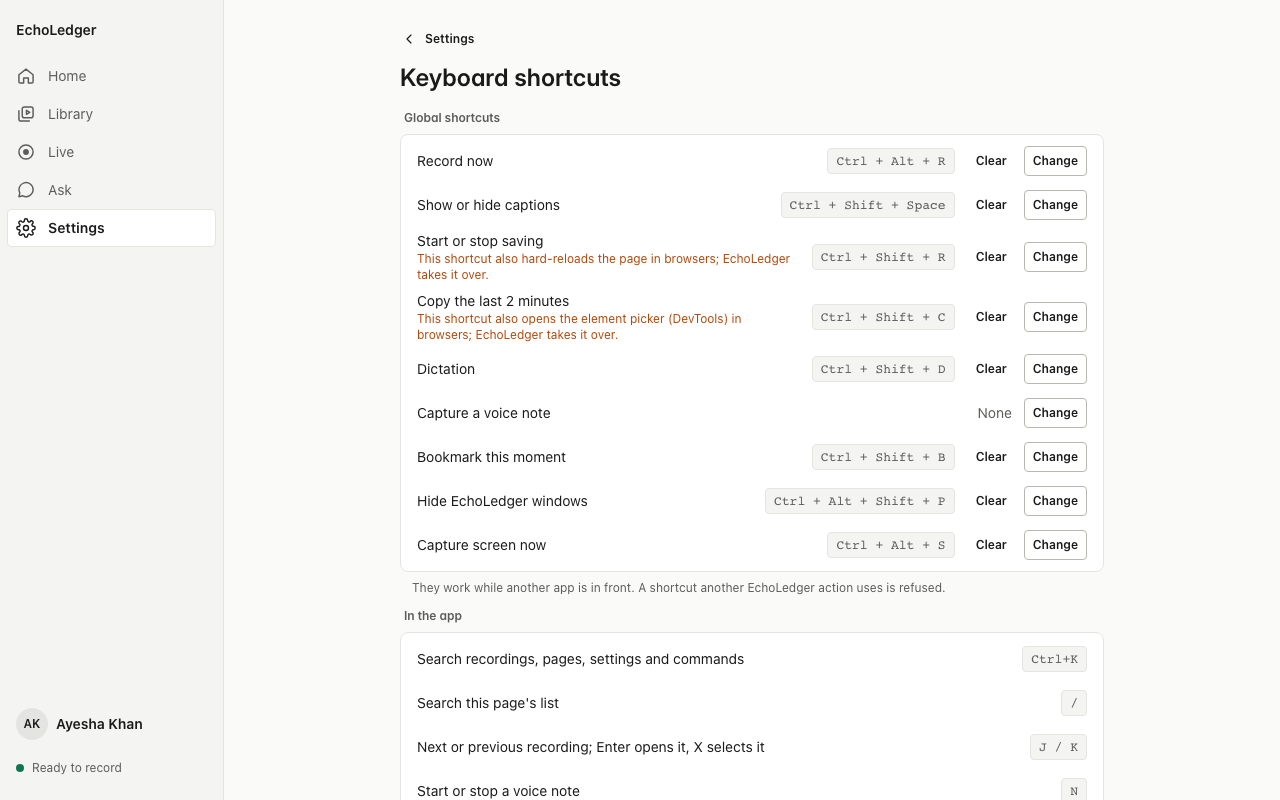 EchoLedger
Home
Library
Live
Ask
Settings
AK Ayesha Khan
Ready to record
Settings
Keyboard shortcuts
Global shortcuts
Record now Ctrl + Alt + R Clear Change
Show or hide captions Ctrl + Shift + Space Clear Change
Start or stop saving
This shortcut also hard-reloads the page in browsers; EchoLedger
takes it over.
Ctrl + Shift + R Clear Change
Copy the last 2 minutes
This shortcut also opens the element picker (DevTools) in
browsers; EchoLedger takes it over.
Ctrl + Shift + C Clear Change
Dictation Ctrl + Shift + D Clear Change
Capture a voice note None Change
Bookmark this moment Ctrl + Shift + B Clear Change
Hide EchoLedger windows Ctrl + Alt + Shift + P Clear Change
Capture screen now Ctrl + Alt + S Clear Change
They work while another app is in front. A shortcut another EchoLedger action uses is refused.
In the app
Search recordings, pages, settings and commands Ctrl+K
Search this page's list /
Next or previous recording; Enter opens it, X selects it J / K
Start or stop a voice note N